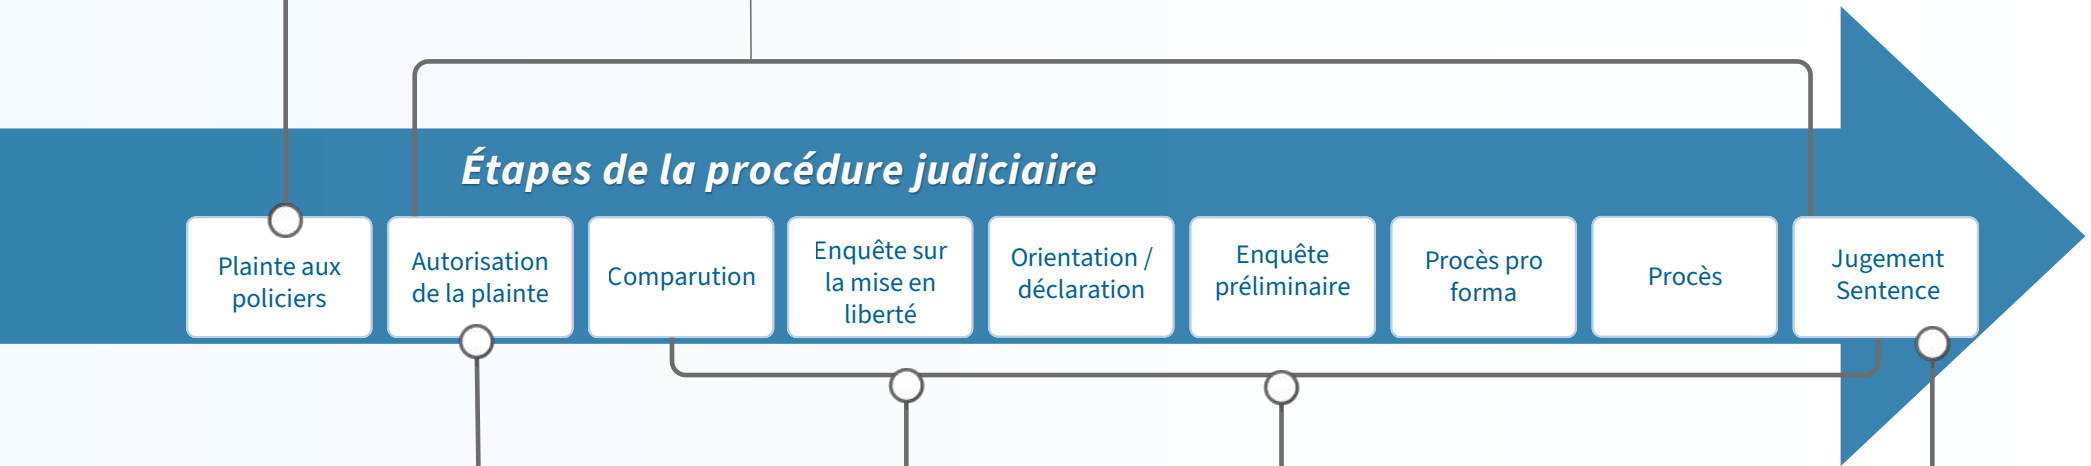 Étapes de la procédure judiciaire
Plainte aux
policiers
Autorisation
de la plainte
Comparution
Enquête sur
la mise en
liberté
Orientation /
déclaration
Enquête
préliminaire
Procès pro
forma
Procès
Jugement
Sentence